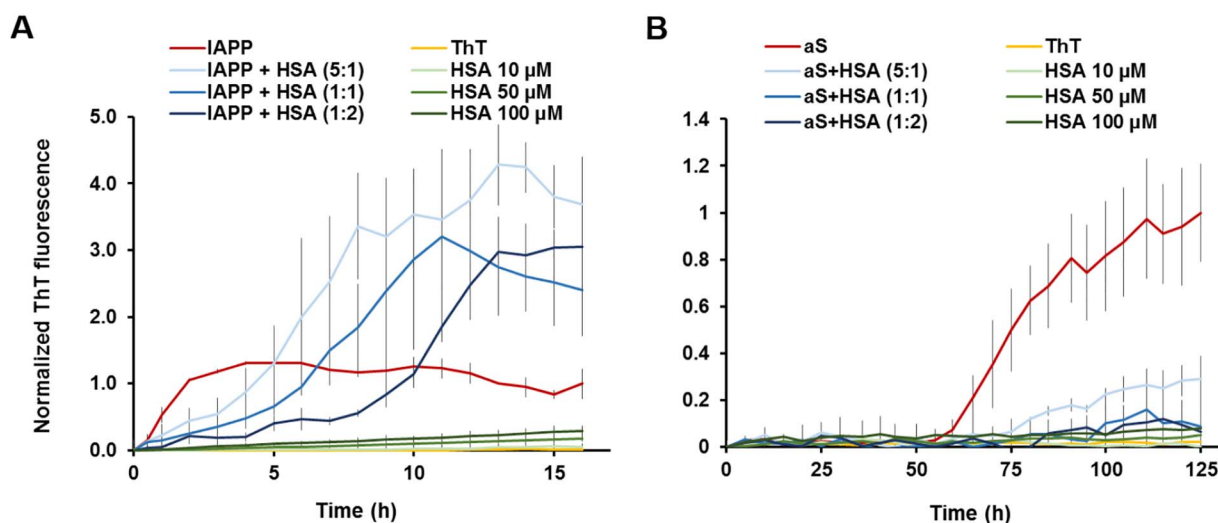 A
IAPP
IAPP + HSA (5:1)
IAPP + HSA (1:1)
IAPP + HSA (1:2)
ThT
HSA 10 µM
HSA 50 µM
HSA 100 µM
Normalized ThT fluorescence
5.0
4.0
3.0
2.0
1.0
0.0
0
5
10
15
Time (h)
B
aS
aS+HSA (5:1)
aS+HSA (1:1)
aS+HSA (1:2)
ThT
HSA 10 µM
HSA 50 µM
HSA 100 µM
1.4
1.2
1
0.8
0.6
0.4
0.2
0
0
25
50
75
100
125
Time (h)